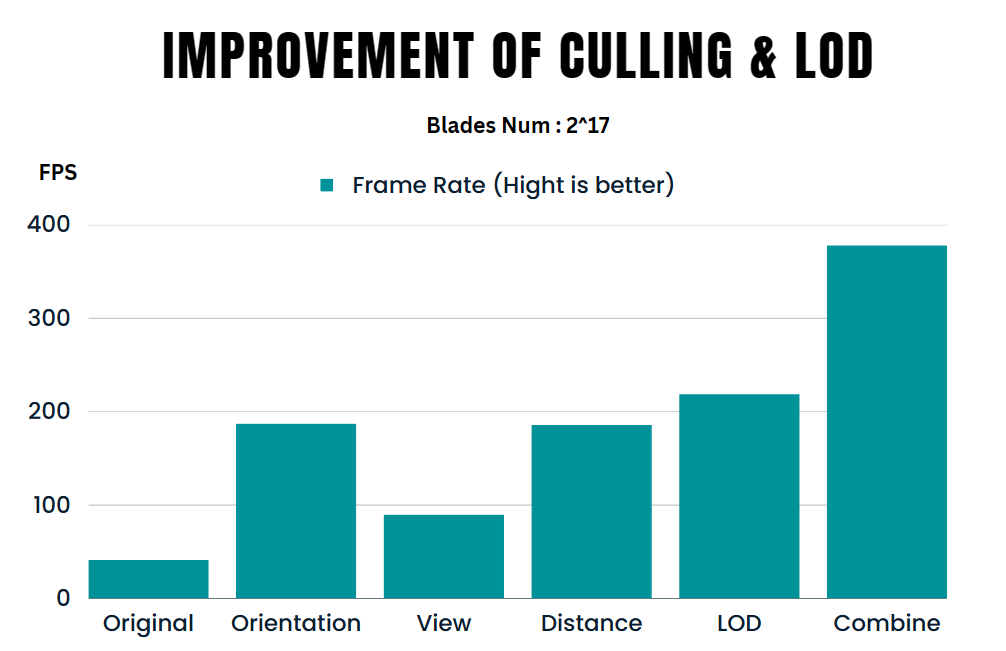 IMPROVEMENT OF CULLING & LOD
Blades Num : 2^17
FPS
Frame Rate (Hight is better)
400
300
200
100
0
Original Orientation View Distance LOD Combine